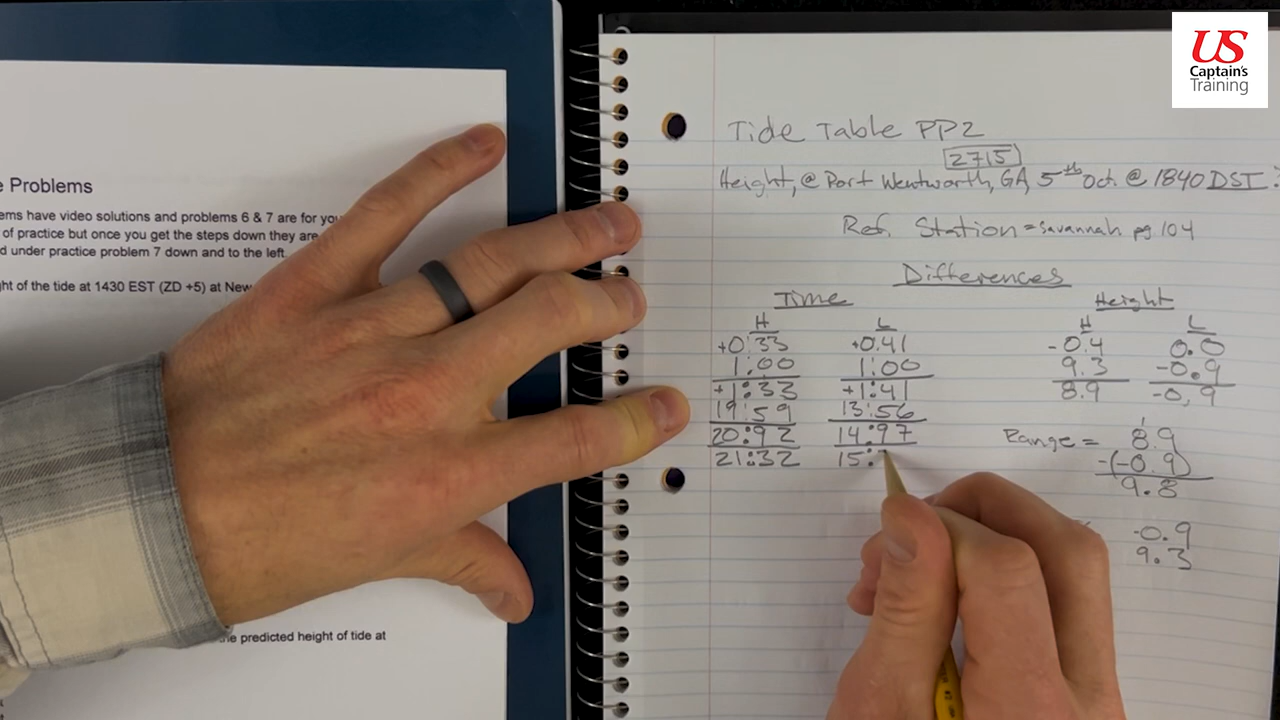 US
Captain's
Training
e Problems
ems have video solutions and problems 6 & 7 are for you
of practice but once you get the steps down they are
d under practice problem 7 down and to the left.
ght of the tide at 1430 EST (ZD +5) at New
the predicted height of tide at
Tide Table PP2
2715
Height, @ Port Wentworth, GA, 5th Oct. @ 1840 DST ?
Ref. Station = Savannah pg 104
Differences
Time Height
H L H L
+0:33 +0:41 -0.4 0.0
1:00 1:00 9.3 -0.9
+1:33 +1:41 8.9 -0.9
19:59 13:56
20:92 14:97 Range = 8.9
21:32 15: -(-0.9)
9.8
-0.9
9.3